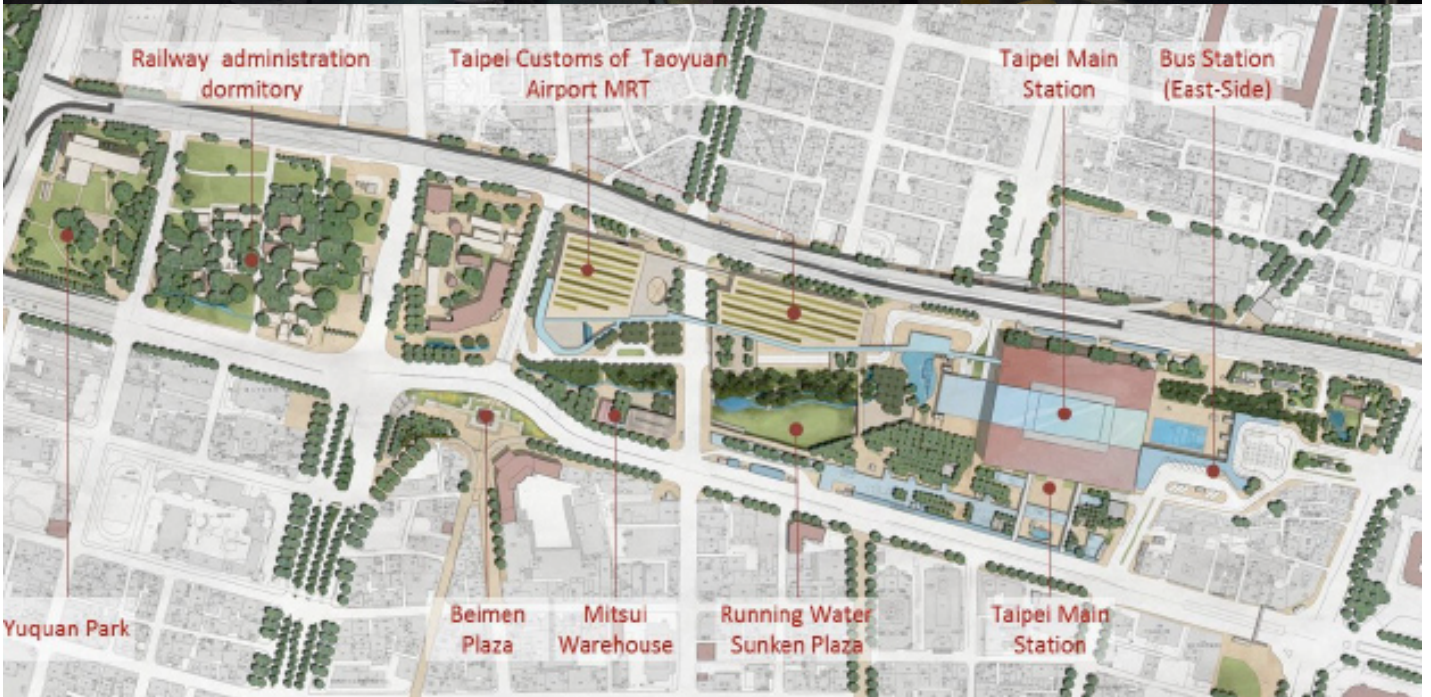 Railway administration
dormitory
Taipei Customs of Taoyuan
Airport MRT
Taipei Main
Station
Bus Station
(East-Side)
Yuquan Park
Beimen
Plaza
Mitsui
Warehouse
Running Water
Sunken Plaza
Taipei Main
Station